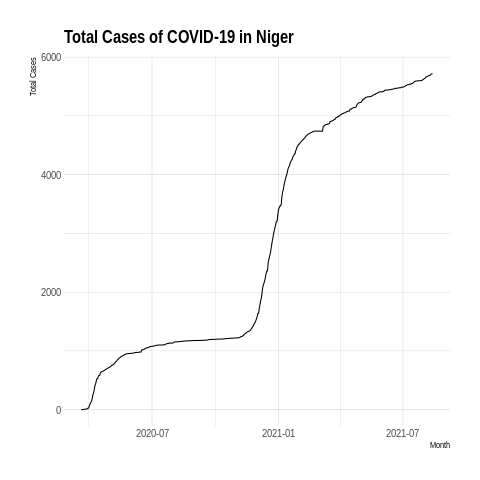 Total Cases of COVID-19 in Niger
Total Cases
6000
4000
2000
0
2020-07
2021-01
2021-07
Month